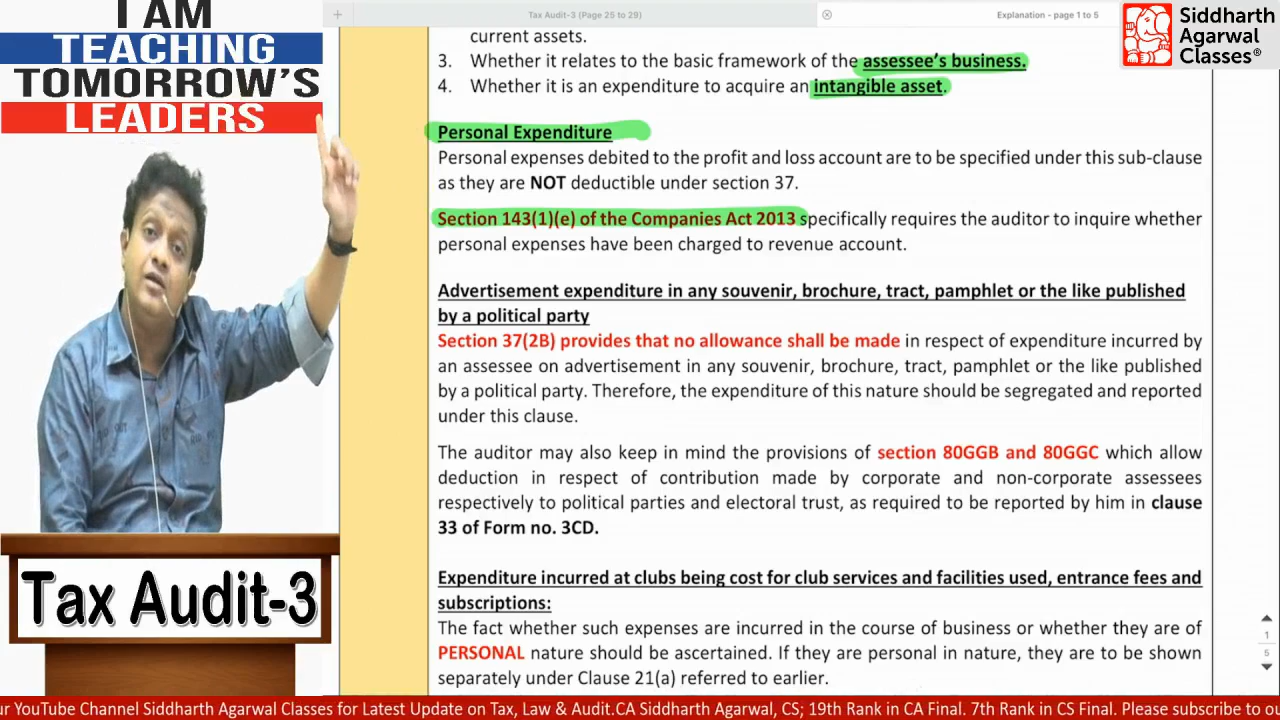 I AM
TEACHING
TOMORROW'S
LEADERS
Tax Audit-3
Tax Audit-3 (Page 25 to 29)
Explanation - page 1 to 5
Siddharth
Agarwal
Classes®
current assets.
3. Whether it relates to the basic framework of the assessee's business.
4. Whether it is an expenditure to acquire an intangible asset.
Personal Expenditure
Personal expenses debited to the profit and loss account are to be specified under this sub-clause
as they are NOT deductible under section 37.
Section 143(1)(e) of the Companies Act 2013 specifically requires the auditor to inquire whether
personal expenses have been charged to revenue account.
Advertisement expenditure in any souvenir, brochure, tract, pamphlet or the like published
by a political party
Section 37(2B) provides that no allowance shall be made in respect of expenditure incurred by
an assessee on advertisement in any souvenir, brochure, tract, pamphlet or the like published
by a political party. Therefore, the expenditure of this nature should be segregated and reported
under this clause.
The auditor may also keep in mind the provisions of section 80GGB and 80GGC which allow
deduction in respect of contribution made by corporate and non-corporate assessees
respectively to political parties and electoral trust, as required to be reported by him in clause
33 of Form no. 3CD.
Expenditure incurred at clubs being cost for club services and facilities used, entrance fees and
subscriptions:
The fact whether such expenses are incurred in the course of business or whether they are of
PERSONAL nature should be ascertained. If they are personal in nature, they are to be shown
separately under Clause 21(a) referred to earlier.
1
5
ur YouTube Channel Siddharth Agarwal Classes for Latest Update on Tax, Law & Audit.CA Siddharth Agarwal, CS; 19th Rank in CA Final. 7th Rank in CS Final. Please subscribe to ou